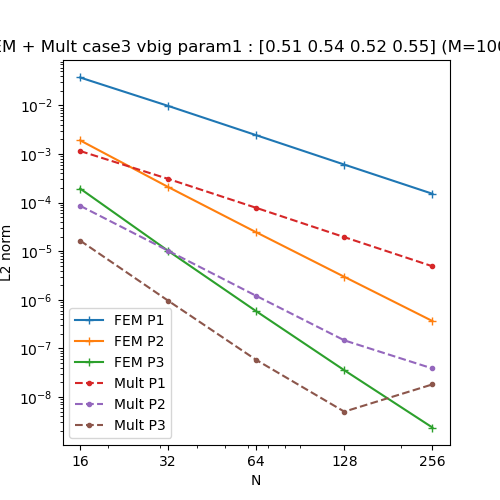 EM + Mult case3 vbig param1 : [0.51 0.54 0.52 0.55] (M=100
L2 norm
10⁻²
10⁻³
10⁻⁴
10⁻⁵
10⁻⁶
10⁻⁷
10⁻⁸
FEM P1
FEM P2
FEM P3
Mult P1
Mult P2
Mult P3
16 32 64 128 256
N